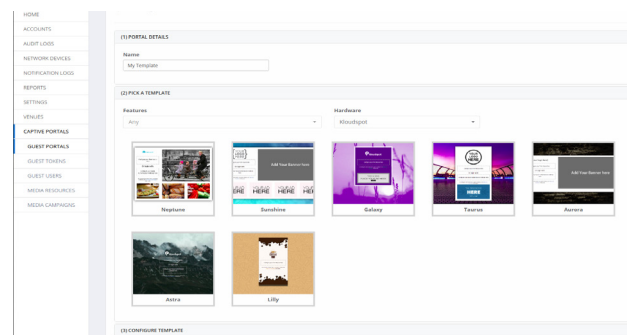 HOME
ACCOUNTS
AUDIT LOGS
NETWORK DEVICES
NOTIFICATION LOGS
REPORTS
SETTINGS
VENUES
CAPTIVE PORTALS
GUEST PORTALS
GUEST TOKENS
GUEST USERS
MEDIA RESOURCES
MEDIA CAMPAIGNS
(1) PORTAL DETAILS
Name
My Template
(2) PICK A TEMPLATE
Features
Any
Hardware
Kloudspot
Add Your Banner here
HERE
HERE
HERE
HERE
HERE
Add Your Banner here
Neptune
Sunshine
Galaxy
Taurus
Aurora
Astra
Lilly
(3) CONFIGURE TEMPLATE